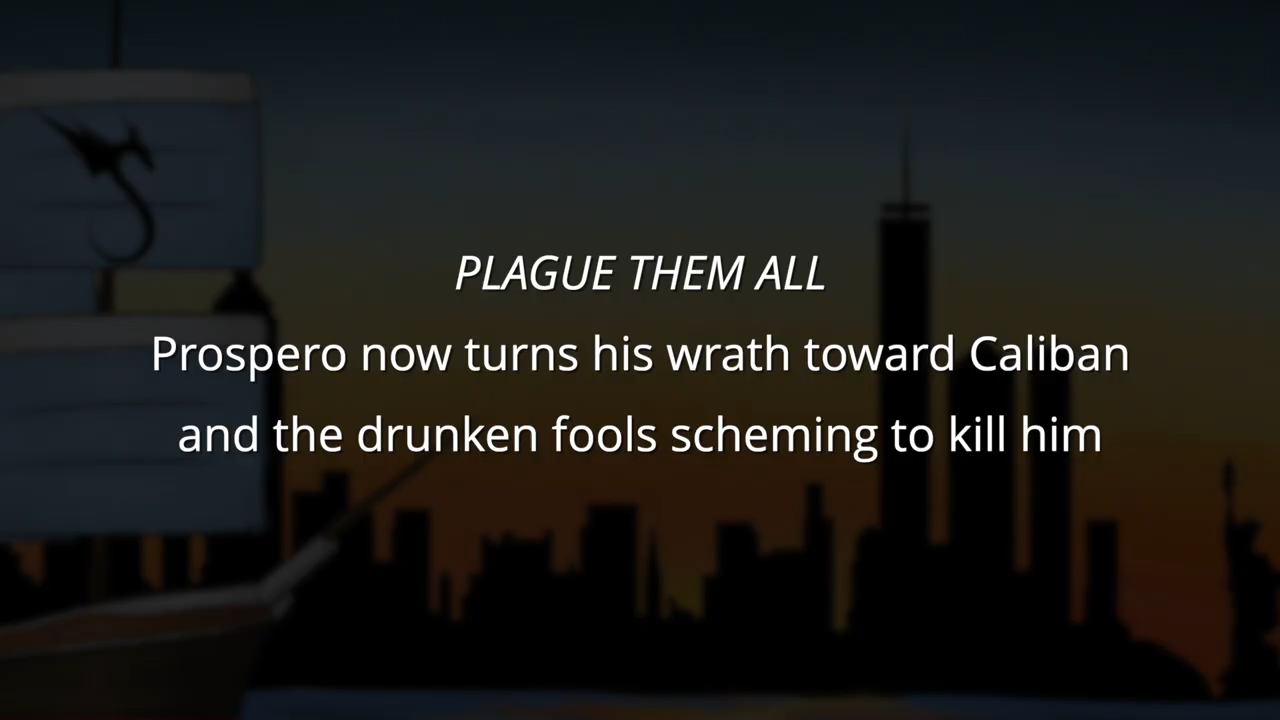 PLAGUE THEM ALL
Prospero now turns his wrath toward Caliban
and the drunken fools scheming to kill him